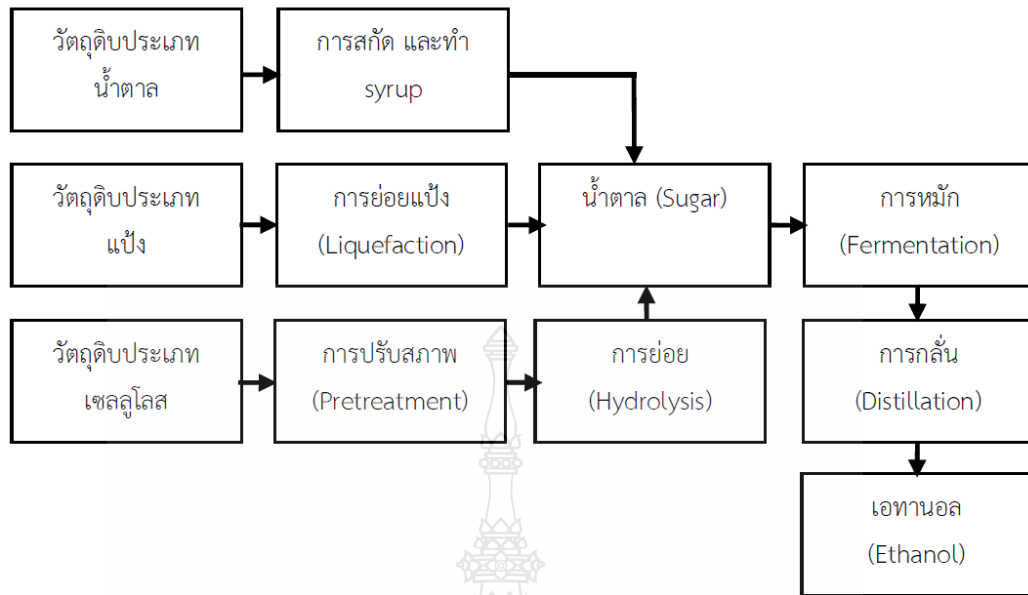 วัตถุดิบประเภท
น้ำตาล
การสกัด และทำ
syrup
วัตถุดิบประเภท
แป้ง
การย่อยแป้ง
(Liquefaction)
น้ำตาล (Sugar)
การหมัก
(Fermentation)
วัตถุดิบประเภท
เซลลูโลส
การปรับสภาพ
(Pretreatment)
การย่อย
(Hydrolysis)
การกลั่น
(Distillation)
เอทานอล
(Ethanol)